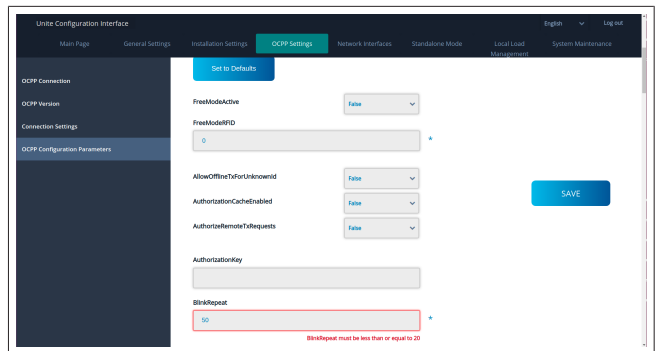 Unite Configuration Interface
English
Log out
Main Page
General Settings
Installation Settings
OCPP Settings
Network Interfaces
Standalone Mode
Local Load
Management
System Maintenance
OCPP Connection
OCPP Version
Connection Settings
OCPP Configuration Parameters
Set to Defaults
FreeModeActive
False
FreeModeRFID
0
*
AllowOfflineTxForUnknownId
False
AuthorizationCacheEnabled
False
AuthorizeRemoteTxRequests
False
SAVE
AuthorizationKey
BlinkRepeat
50
*
BlinkRepeat must be less than or equal to 20